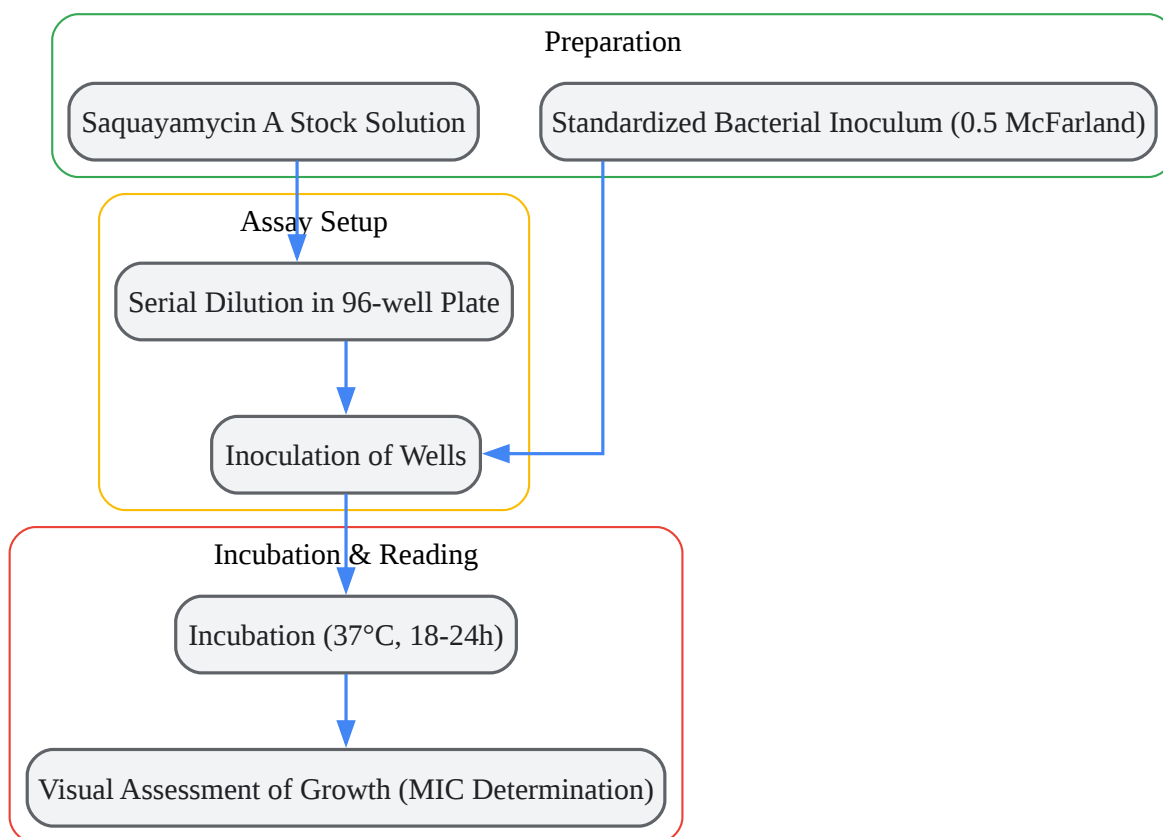 Preparation
Saquayamycin A Stock Solution
Standardized Bacterial Inoculum (0.5 McFarland)
Assay Setup
Serial Dilution in 96-well Plate
Inoculation of Wells
Incubation & Reading
Incubation (37°C, 18-24h)
Visual Assessment of Growth (MIC Determination)